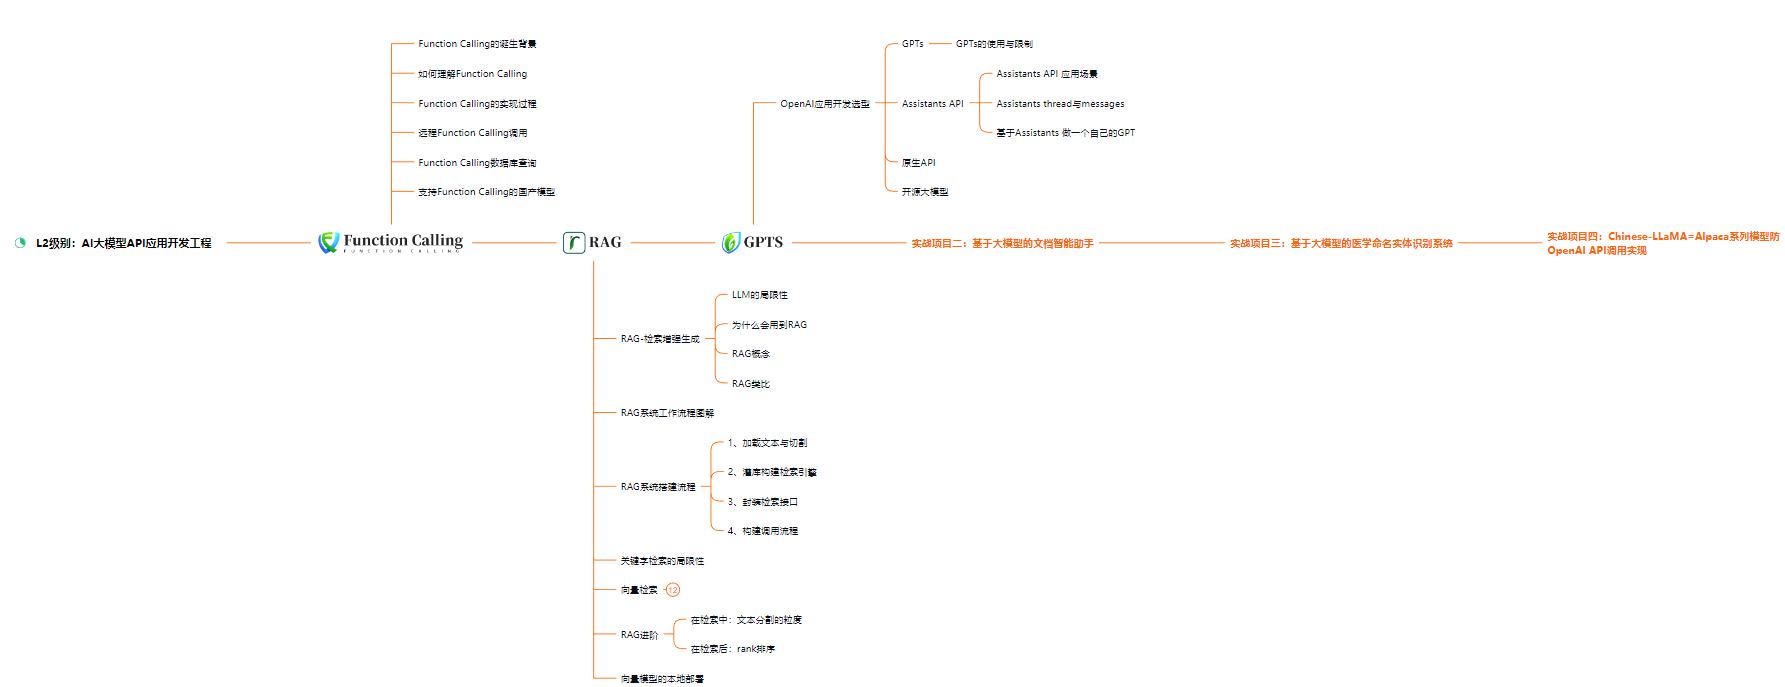 Function Calling的诞生背景
如何理解Function Calling
Function Calling的实现过程
远程Function Calling调用
Function Calling数据库查询
支持Function Calling的国产模型
GPTs
GPTs的使用与限制
OpenAI应用开发选型
Assistants API
Assistants API 应用场景
Assistants thread与messages
基于Assistants 做一个自己的GPT
原生API
开源大模型
L2级别：AI大模型API应用开发工程
Function Calling
FUNCTION CALLING
r RAG
GPTS
实战项目二：基于大模型的文档智能助手
实战项目三：基于大模型的医学命名实体识别系统
实战项目四：Chinese-LLaMA=Alpaca系列模型防
OpenAI API调用实现
RAG-检索增强生成
LLM的局限性
为什么会用到RAG
RAG概念
RAG类比
RAG系统工作流程图解
RAG系统搭建流程
1、加载文本与切割
2、灌库构建检索引擎
3、封装检索接口
4、构建调用流程
关键字检索的局限性
向量检索
12
RAG进阶
在检索中：文本分割的粒度
在检索后：rank排序
向量模型的本地部署